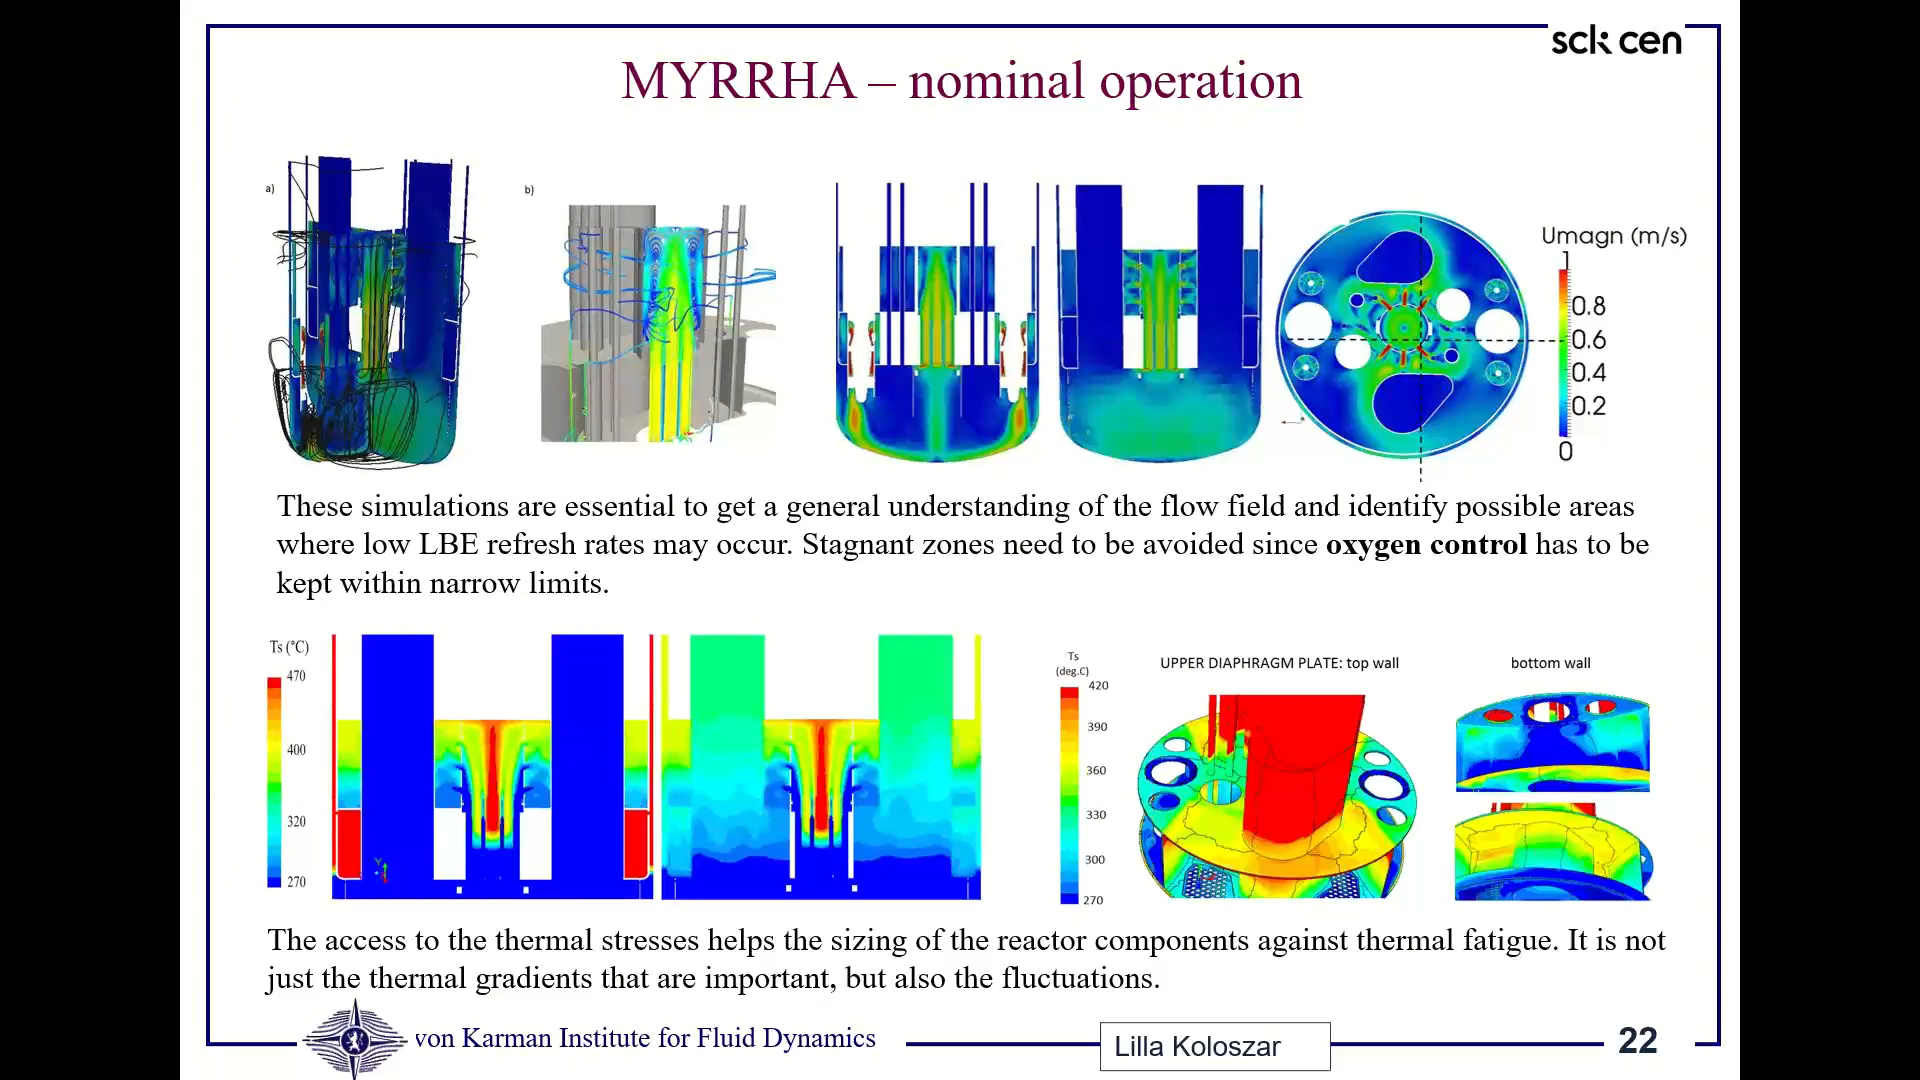 sck cen
MYRRHA – nominal operation
a)
b)
Umagn (m/s)
1
0.8
0.6
0.4
0.2
0
These simulations are essential to get a general understanding of the flow field and identify possible areas
where low LBE refresh rates may occur. Stagnant zones need to be avoided since oxygen control has to be
kept within narrow limits.
Ts (°C)
470
400
320
270
Y
Ts
(deg.C)
420
390
360
330
300
270
UPPER DIAPHRAGM PLATE: top wall
bottom wall
The access to the thermal stresses helps the sizing of the reactor components against thermal fatigue. It is not
just the thermal gradients that are important, but also the fluctuations.
von Karman Institute for Fluid Dynamics
Lilla Koloszar
22